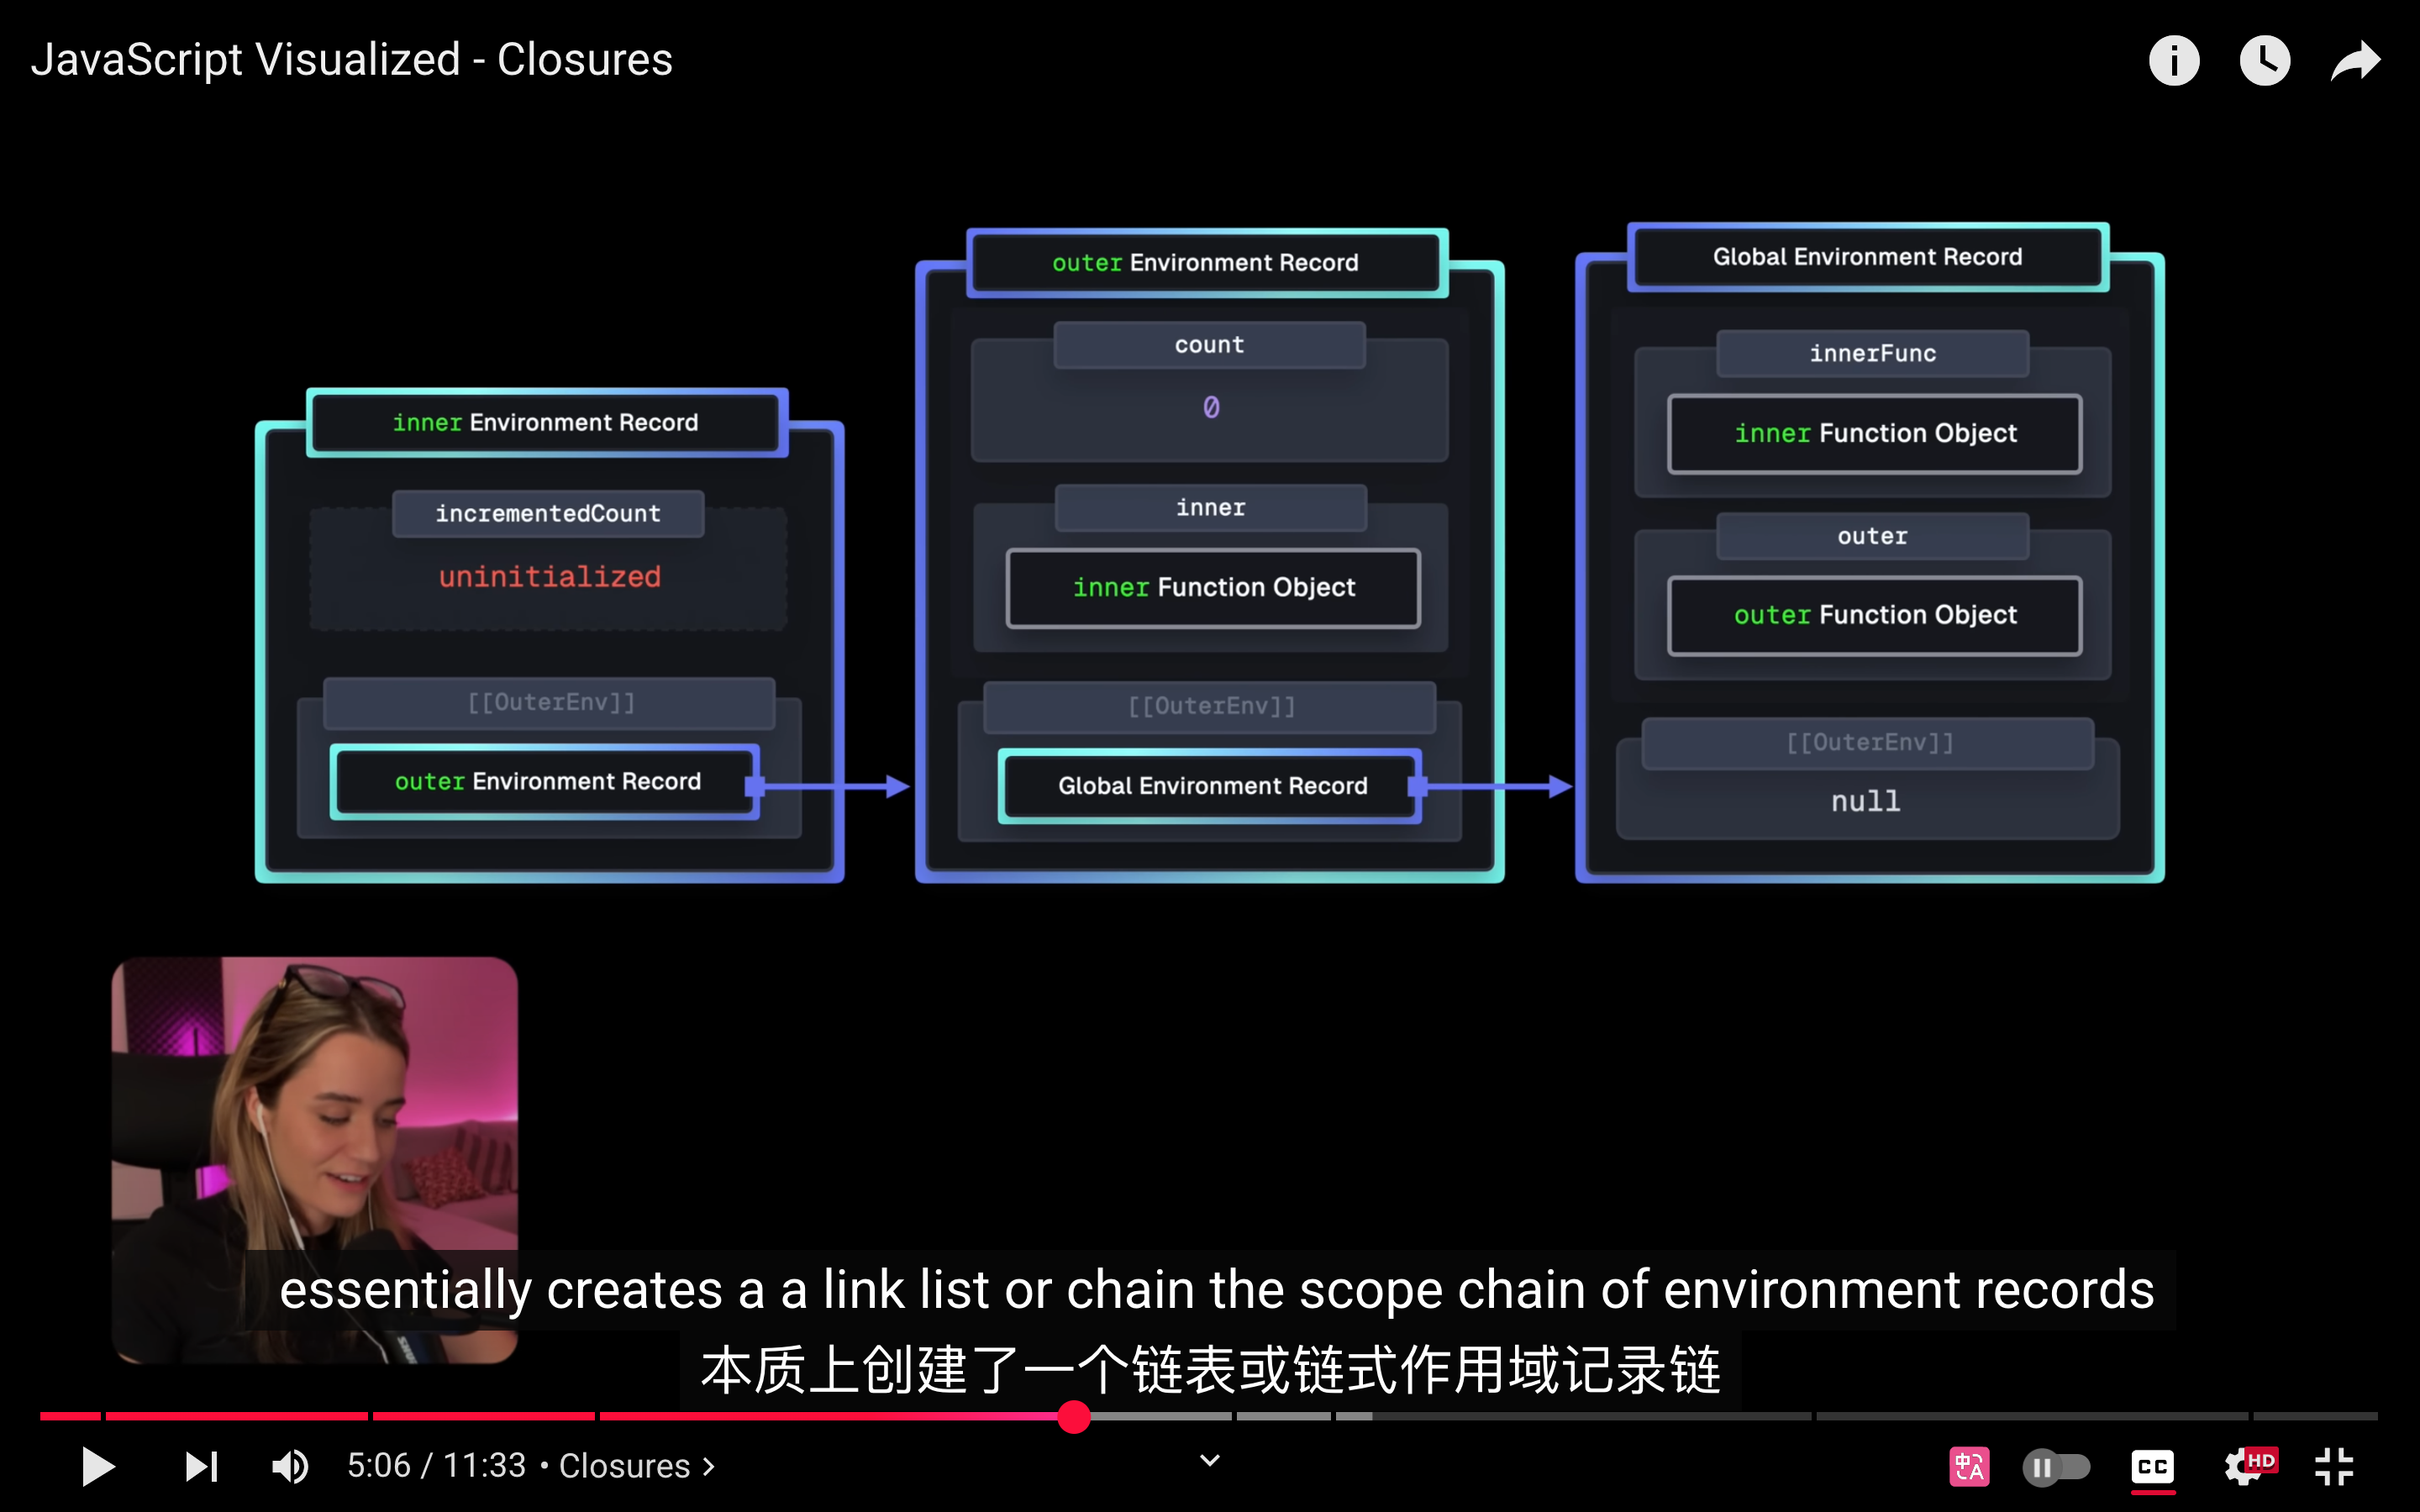 JavaScript Visualized - Closures
outer Environment Record
Global Environment Record
count
innerFunc
0
inner Environment Record
inner Function Object
incrementedCount
inner
outer
uninitialized
inner Function Object
outer Function Object
[[OuterEnv]]
[[OuterEnv]]
[[OuterEnv]]
outer Environment Record
Global Environment Record
null
essentially creates a a link list or chain the scope chain of environment records
本质上创建了一个链表或链式作用域记录链
5:06 / 11:33 • Closures >
中A
CC
HD